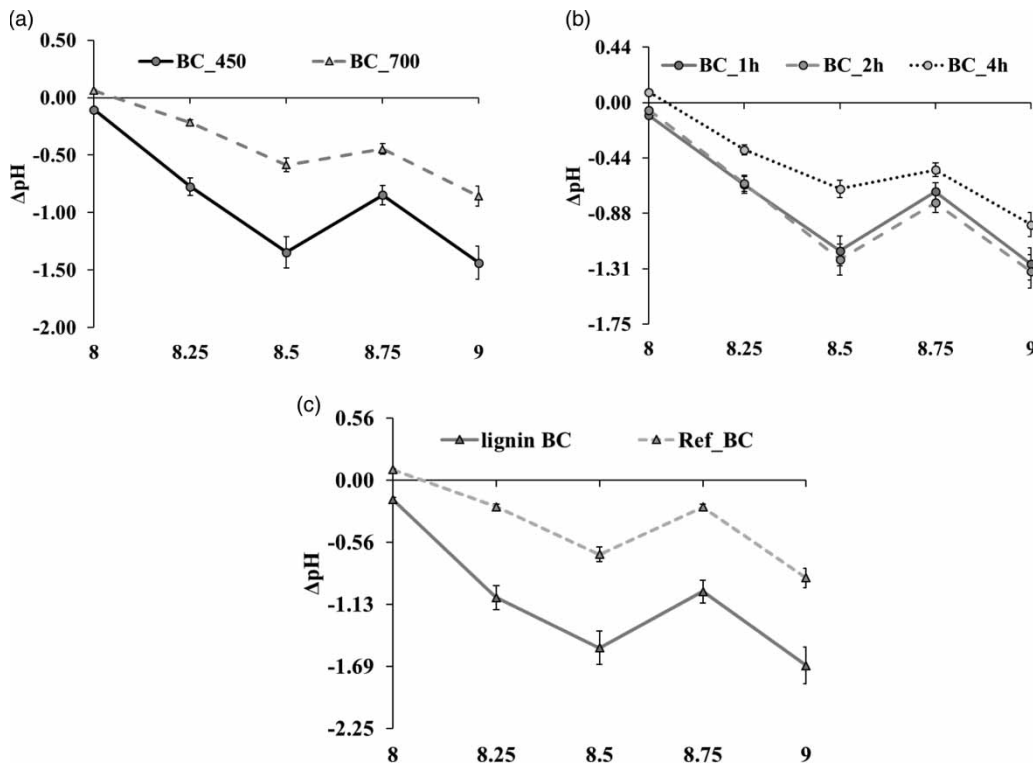 (a)
0.50
BC_450 BC_700
0.00
-0.50
-1.00
-1.50
-2.00
ΔpH
8 8.25 8.5 8.75 9
(b)
0.44
BC_1h BC_2h BC_4h
0.00
-0.44
-0.88
-1.31
-1.75
ΔpH
8 8.25 8.5 8.75 9
(c)
0.56
lignin BC Ref_BC
0.00
-0.56
-1.13
-1.69
-2.25
ΔpH
8 8.25 8.5 8.75 9